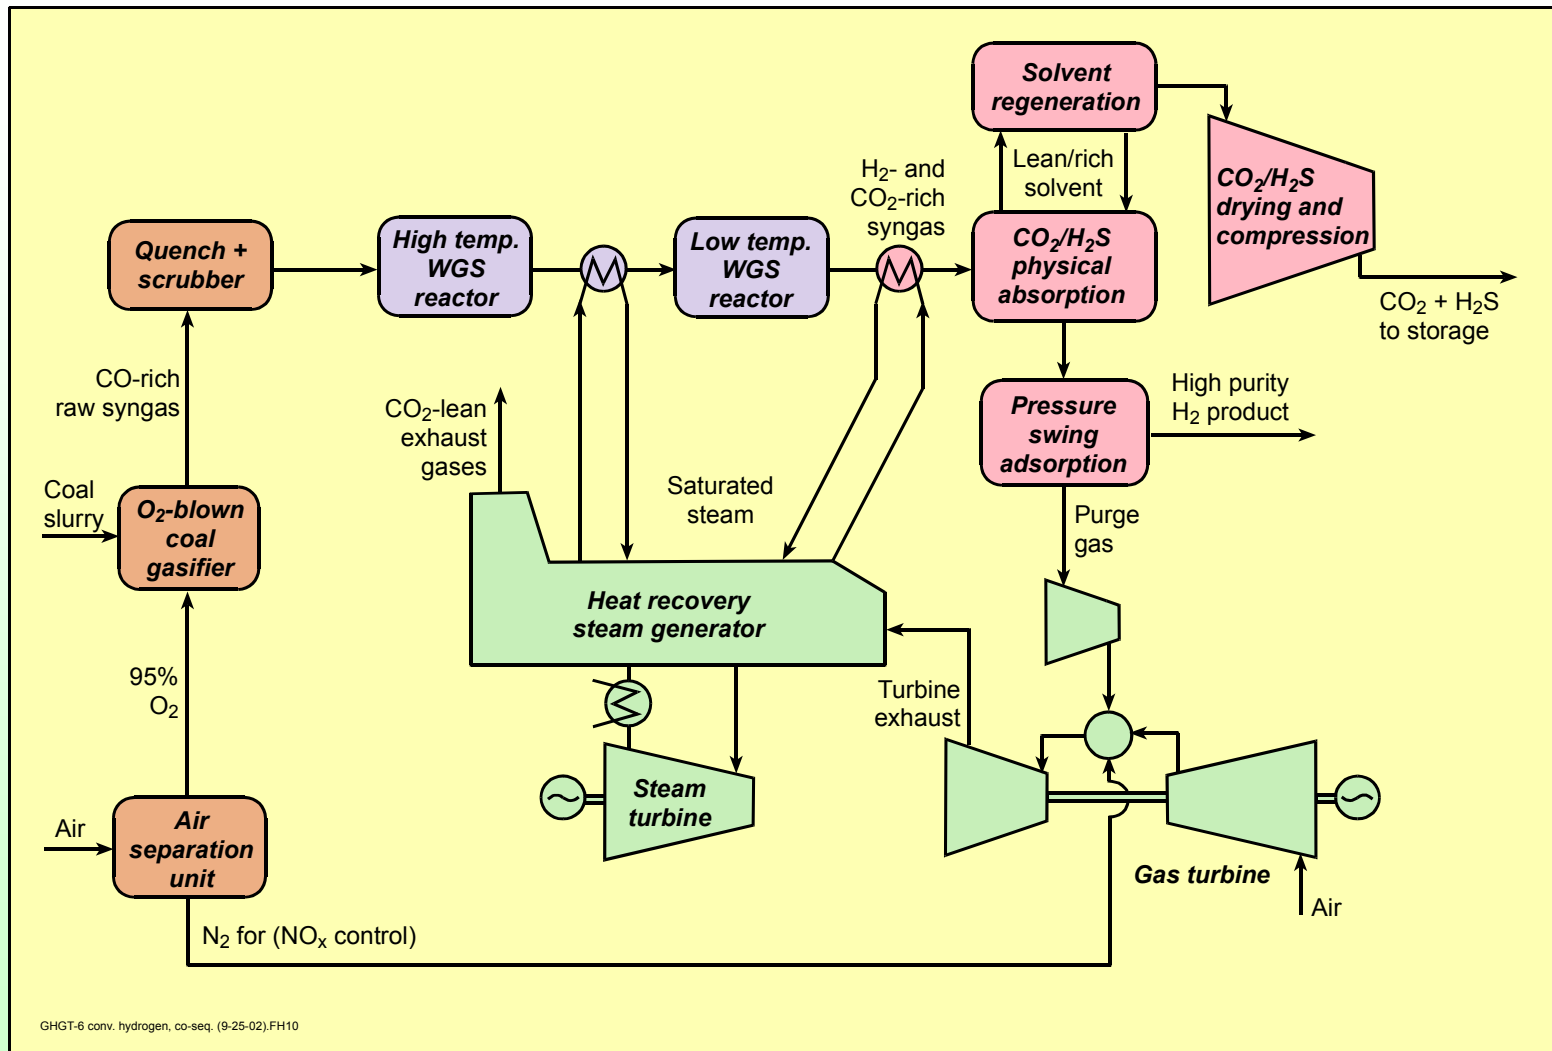 Solvent
regeneration
Lean/rich
solvent
H₂- and
CO₂-rich
syngas
CO₂/H₂S
drying and
compression
Quench +
scrubber
High temp.
WGS
reactor
Low temp.
WGS
reactor
CO₂/H₂S
physical
absorption
CO₂ + H₂S
to storage
CO-rich
raw syngas
CO₂-lean
exhaust
gases
High purity
H₂ product
Pressure
swing
adsorption
Coal
slurry
O₂-blown
coal
gasifier
Saturated
steam
Purge
gas
Heat recovery
steam generator
95%
O₂
Turbine
exhaust
Steam
turbine
Air
Air
separation
unit
Gas turbine
Air
N₂ for (NOₓ control)
GHGT-6 conv. hydrogen, co-seq. (9-25-02).FH10